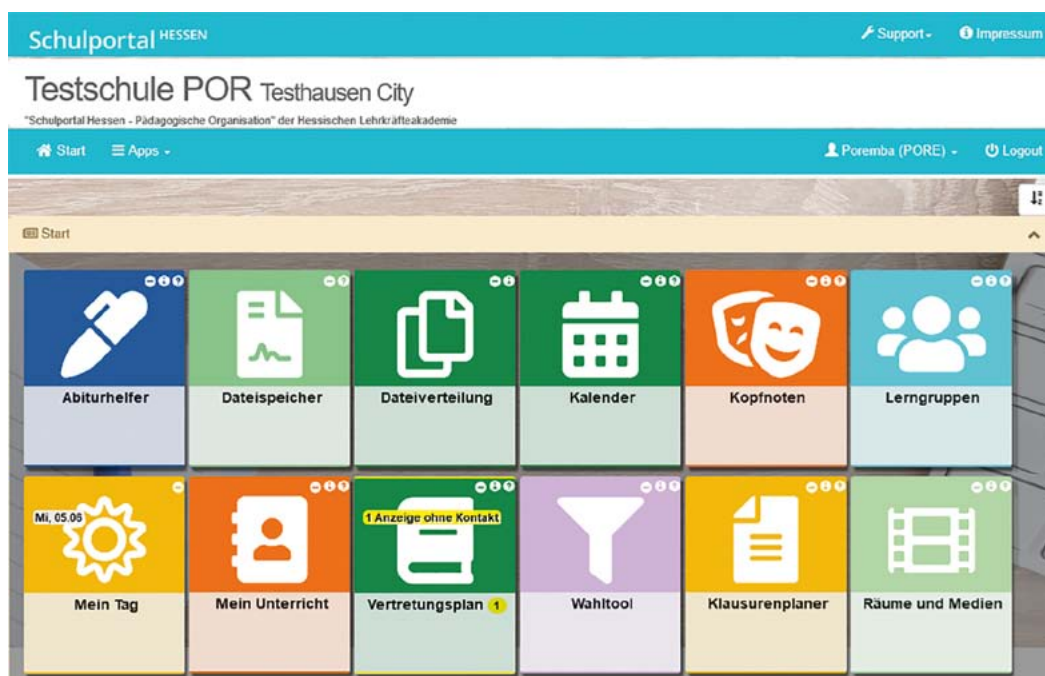 Schulportal HESSEN
Support
Impressum
Testschule POR Testhausen City
"Schulportal Hessen - Pädagogische Organisation" der Hessischen Lehrkräfteakademie
Start
Apps
Poremba (PORE)
Logout
Start
Abiturhelfer
Dateispeicher
Dateiverteilung
Kalender
Kopfnoten
Lerngruppen
Mi, 05.06
1 Anzeige ohne Kontakt
Mein Tag
Mein Unterricht
Vertretungsplan 1
Wahltool
Klausurenplaner
Räume und Medien